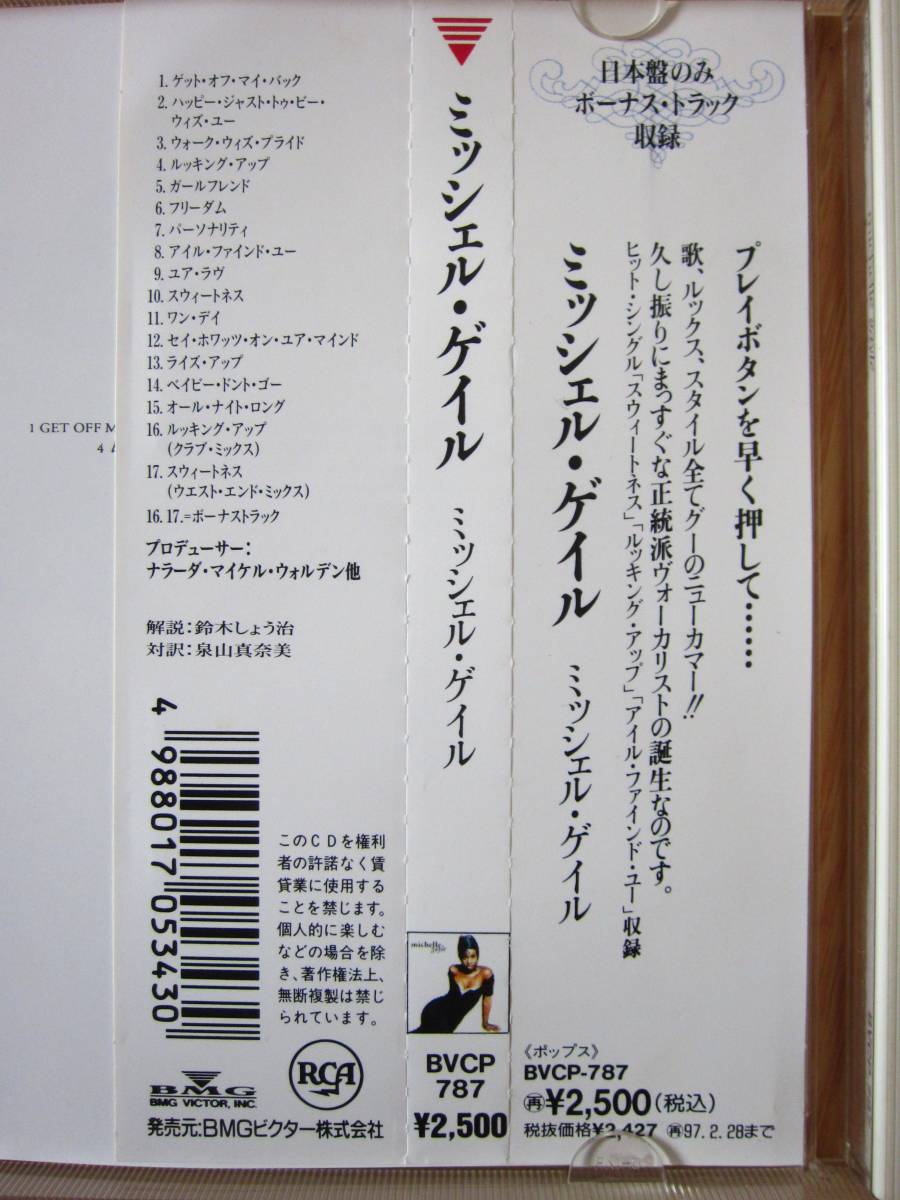 1 GET OFF M
4
1. ゲット・オフ・マイ・バック
2. ハッピー・ジャスト・トゥ・ビー・
ウィズ・ユー
3. ウォーク・ウィズ・プライド
4. ルッキング・アップ
5. ガールフレンド
6. フリーダム
7. パーソナリティ
8. アイル・ファインド・ユー
9. ユア・ラヴ
10. スウィートネス
11. ワン・デイ
12. セイ・ホワッツ・オン・ユア・マインド
13. ライズ・アップ
14. ベイビー・ドント・ゴー
15. オール・ナイト・ロング
16. ルッキング・アップ
(クラブ・ミックス)
17. スウィートネス
(ウエスト・エンド・ミックス)
16. 17.=ボーナストラック
プロデューサー:
ナラーダ・マイケル・ウォルデン他
解説:鈴木しょう治
対訳:泉山真奈美
4 988017 053430
このCDを権利
者の許諾なく賃
貸業に使用する
ことを禁じます。
個人的に楽しむ
などの場合を除
き、著作権法上、
無断複製は禁じ
られています。
BMG
BMG VICTOR, INC.
RCA
発売元:BMGビクター株式会社
ミッシェル・ゲイル
ミッシェル・ゲイル
michelle gayle
BVCP
787
¥2,500
日本盤のみ
ボーナス・トラック
収録
プレイボタンを早く押して……
歌、ルックス、スタイル全てグーのニューカマー!!
久し振りにまっすぐな正統派ヴォーカリストの誕生なのです。
ヒット・シングル「スウィートネス」「ルッキング・アップ」「アイル・ファインド・ユー」収録
ミッシェル・ゲイル
ミッシェル・ゲイル
《ポップス》
BVCP-787
再¥2,500(税込)
税抜価格¥2,427 再97.2.28まで